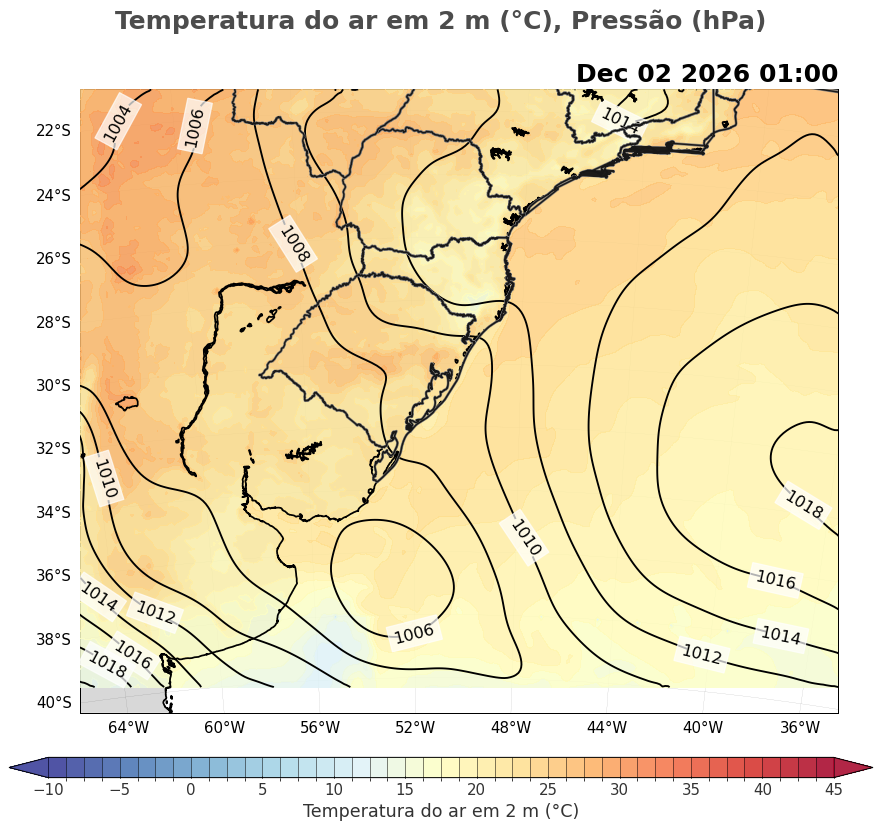 Temperatura do ar em 2 m (°C), Pressão (hPa)
Dec 02 2026 01:00
1004
1006
1014
22°S
24°S
1008
26°S
28°S
30°S
32°S
1010
1018
34°S
1010
36°S
1016
1014
1012
1006
1014
38°S
1016
1012
1018
40°S
64°W 60°W 56°W 52°W 48°W 44°W 40°W 36°W
−10 −5 0 5 10 15 20 25 30 35 40 45
Temperatura do ar em 2 m (°C)